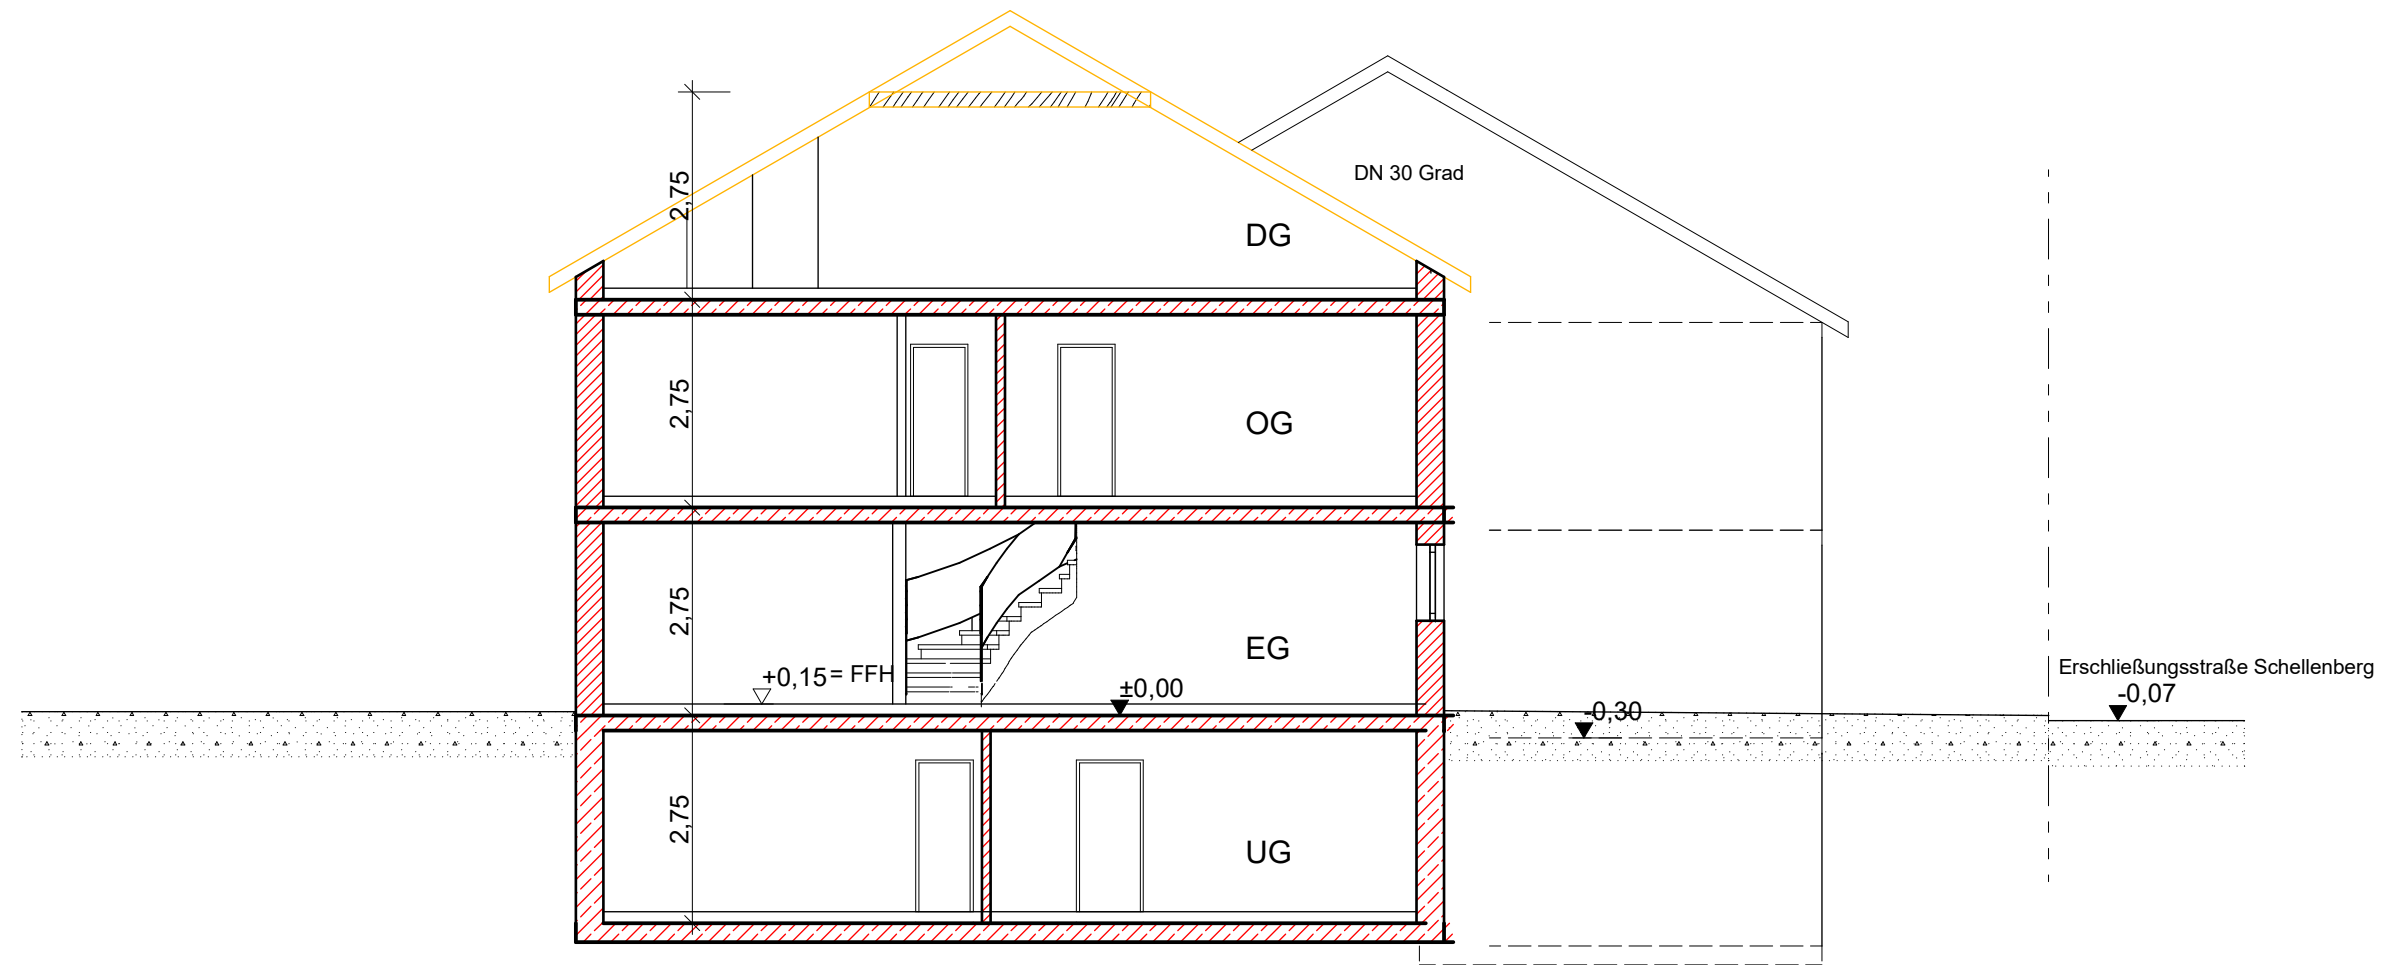 2,75
DN 30 Grad
DG
2,75
OG
2,75
EG
+0,15 = FFH
±0,00
-0,30
Erschließungsstraße Schellenberg
-0,07
2,75
UG